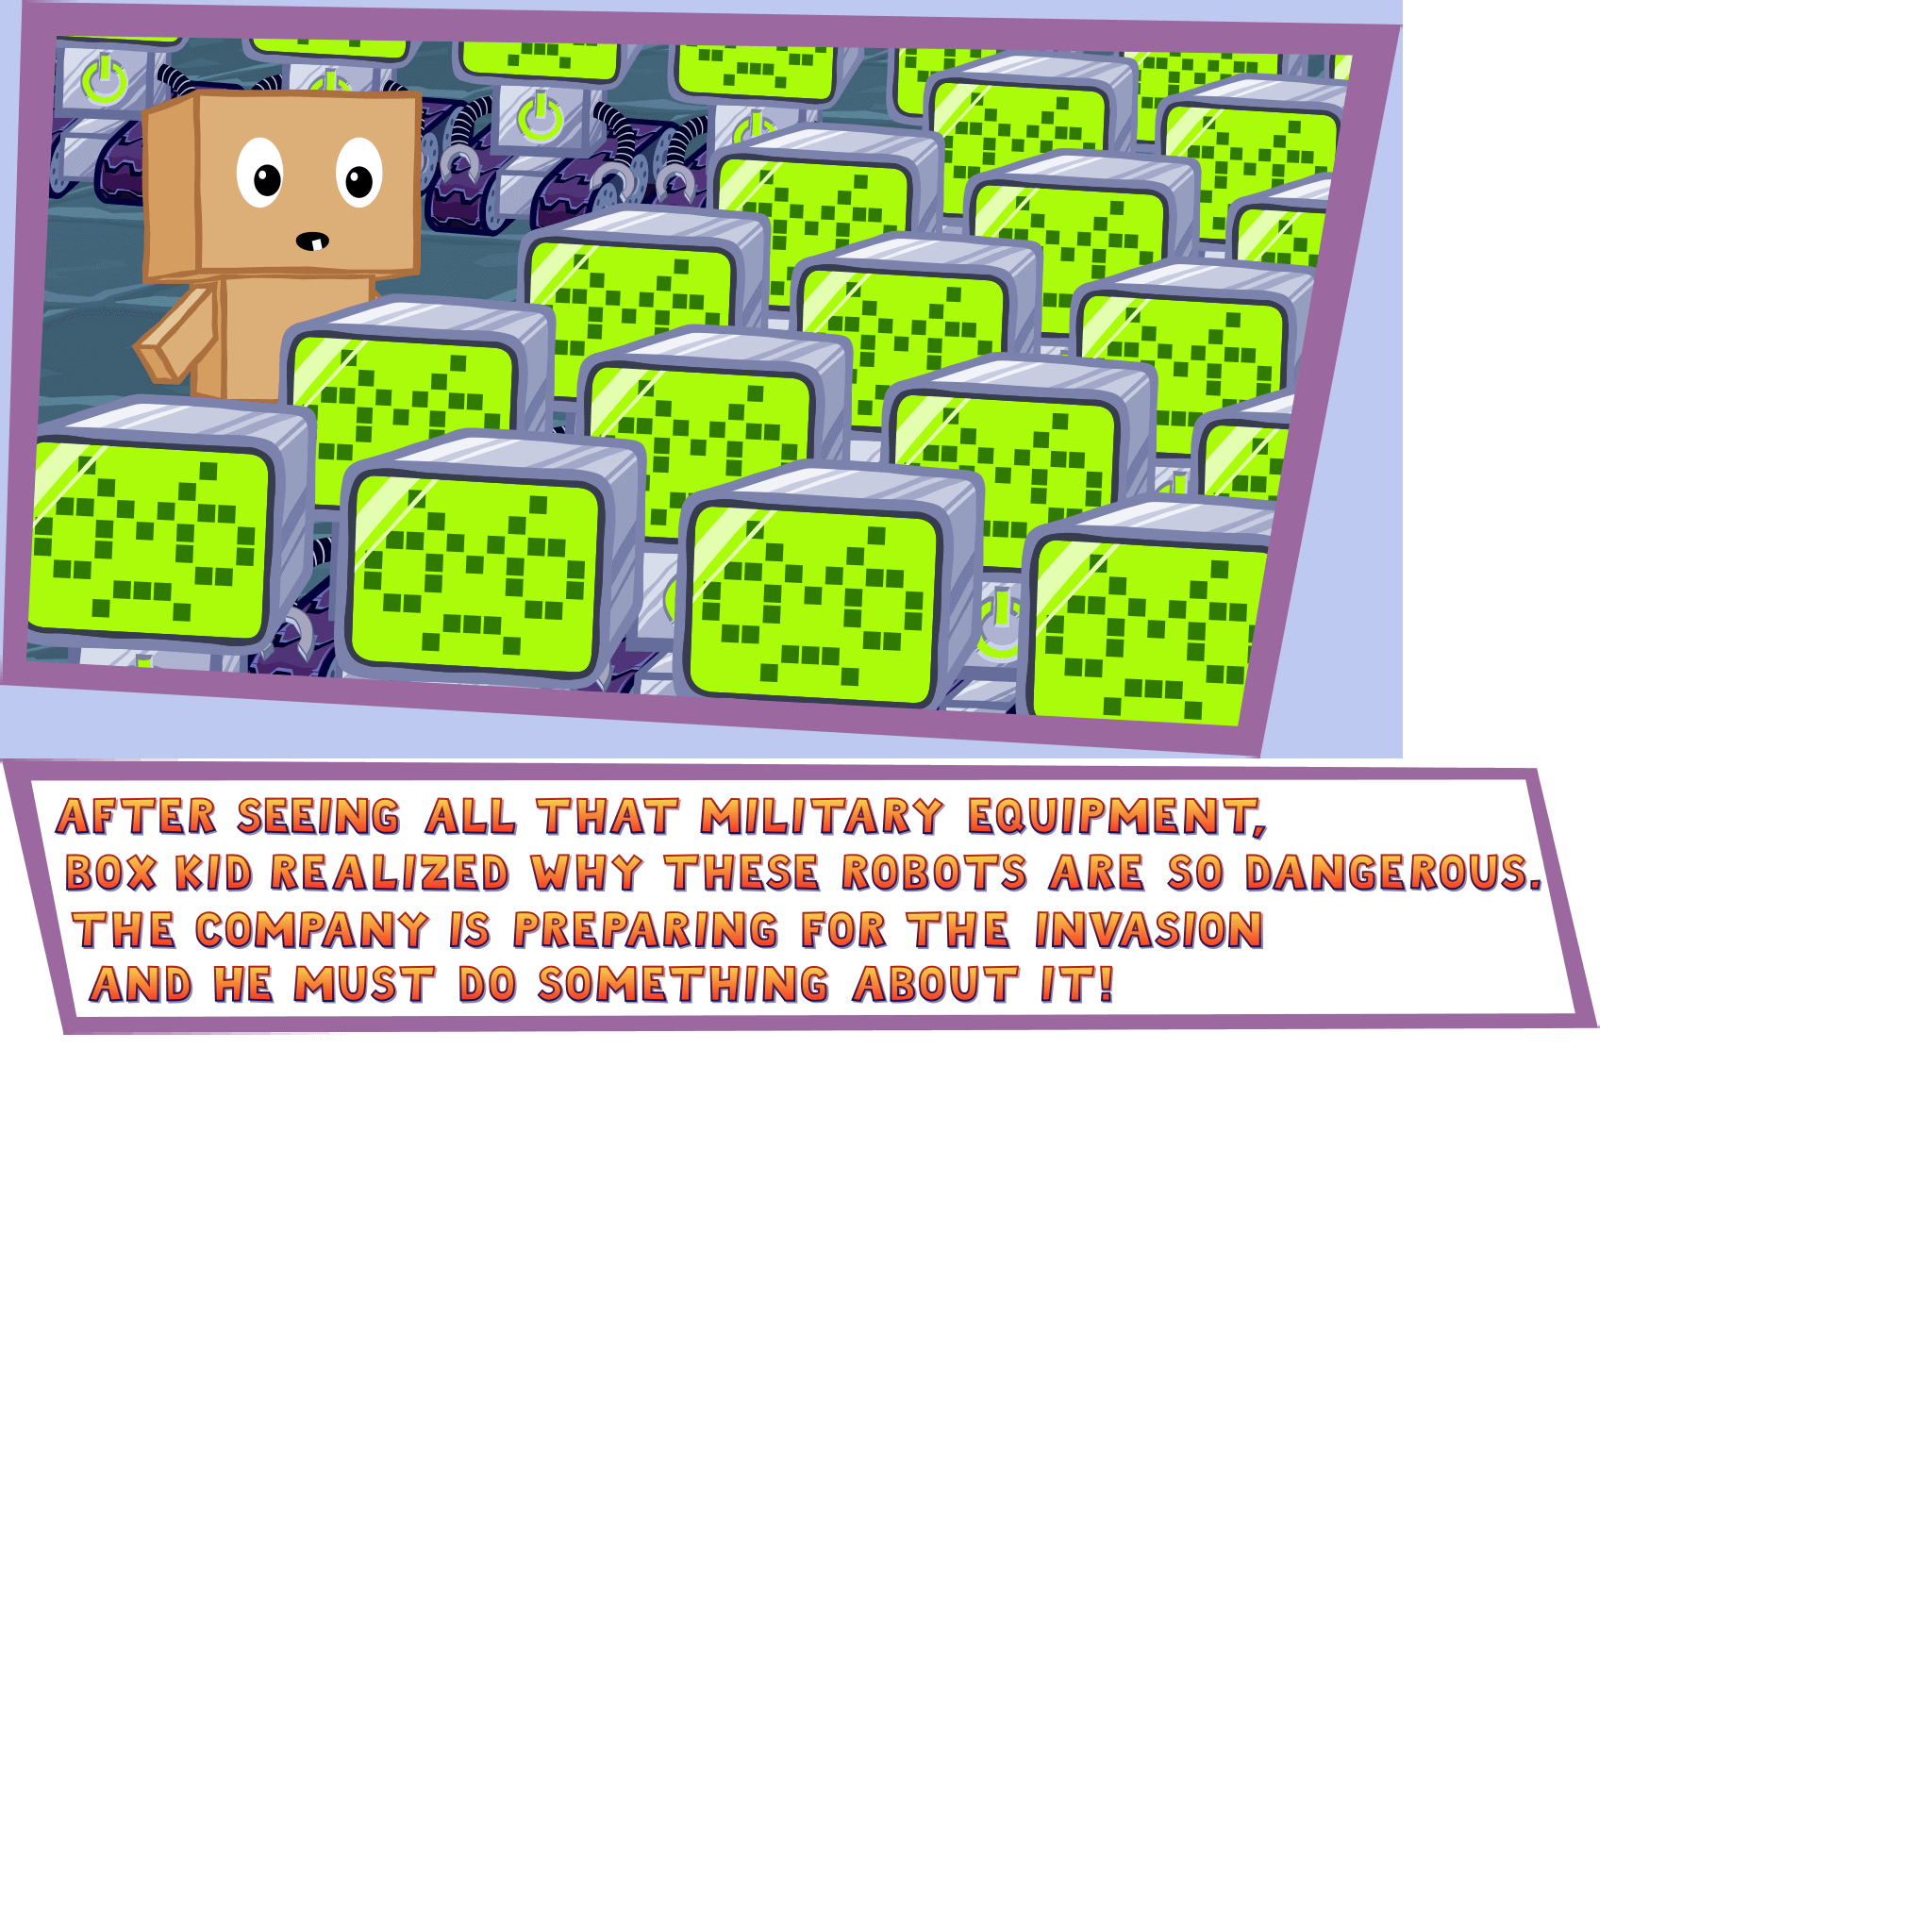 AFTER SEEING ALL THAT MILITARY EQUIPMENT,
BOX KID REALIZED WHY THESE ROBOTS ARE SO DANGEROUS.
THE COMPANY IS PREPARING FOR THE INVASION
AND HE MUST DO SOMETHING ABOUT IT!